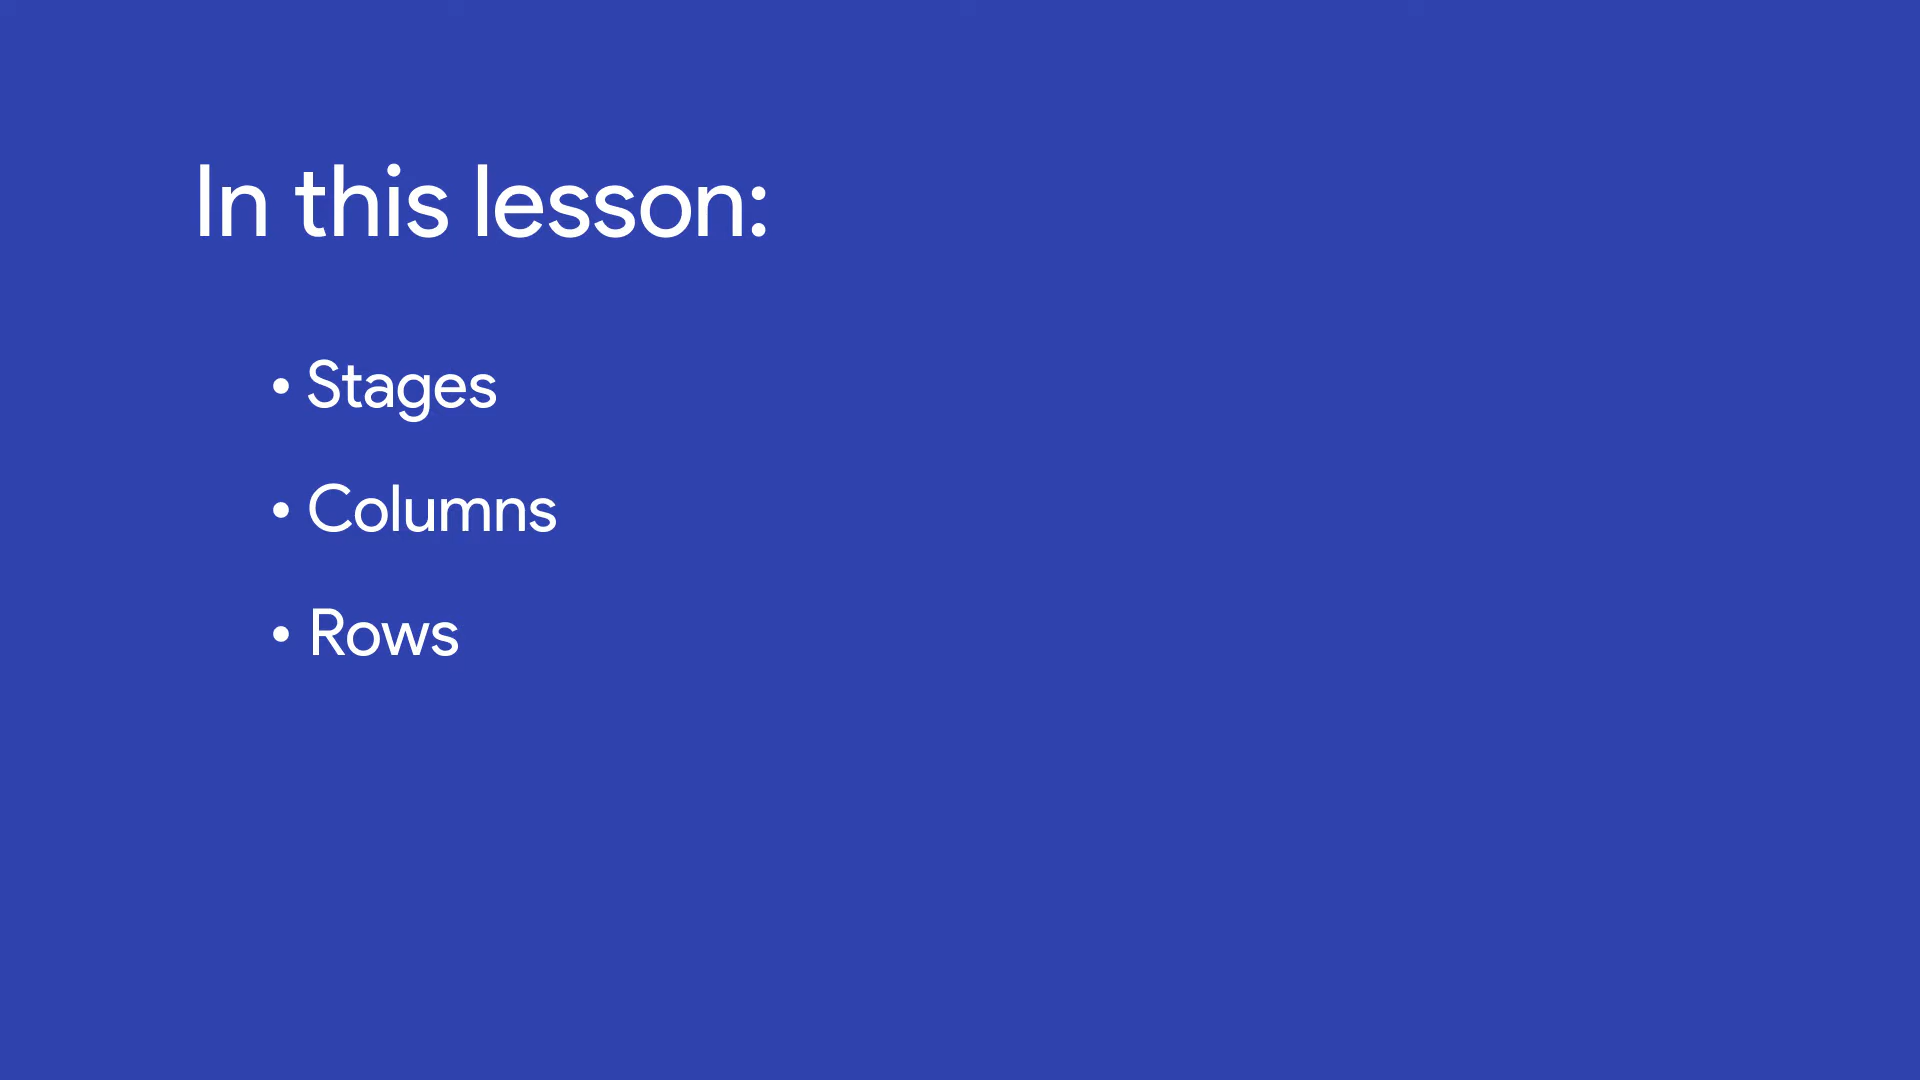 In this lesson:
• Stages
• Columns
• Rows